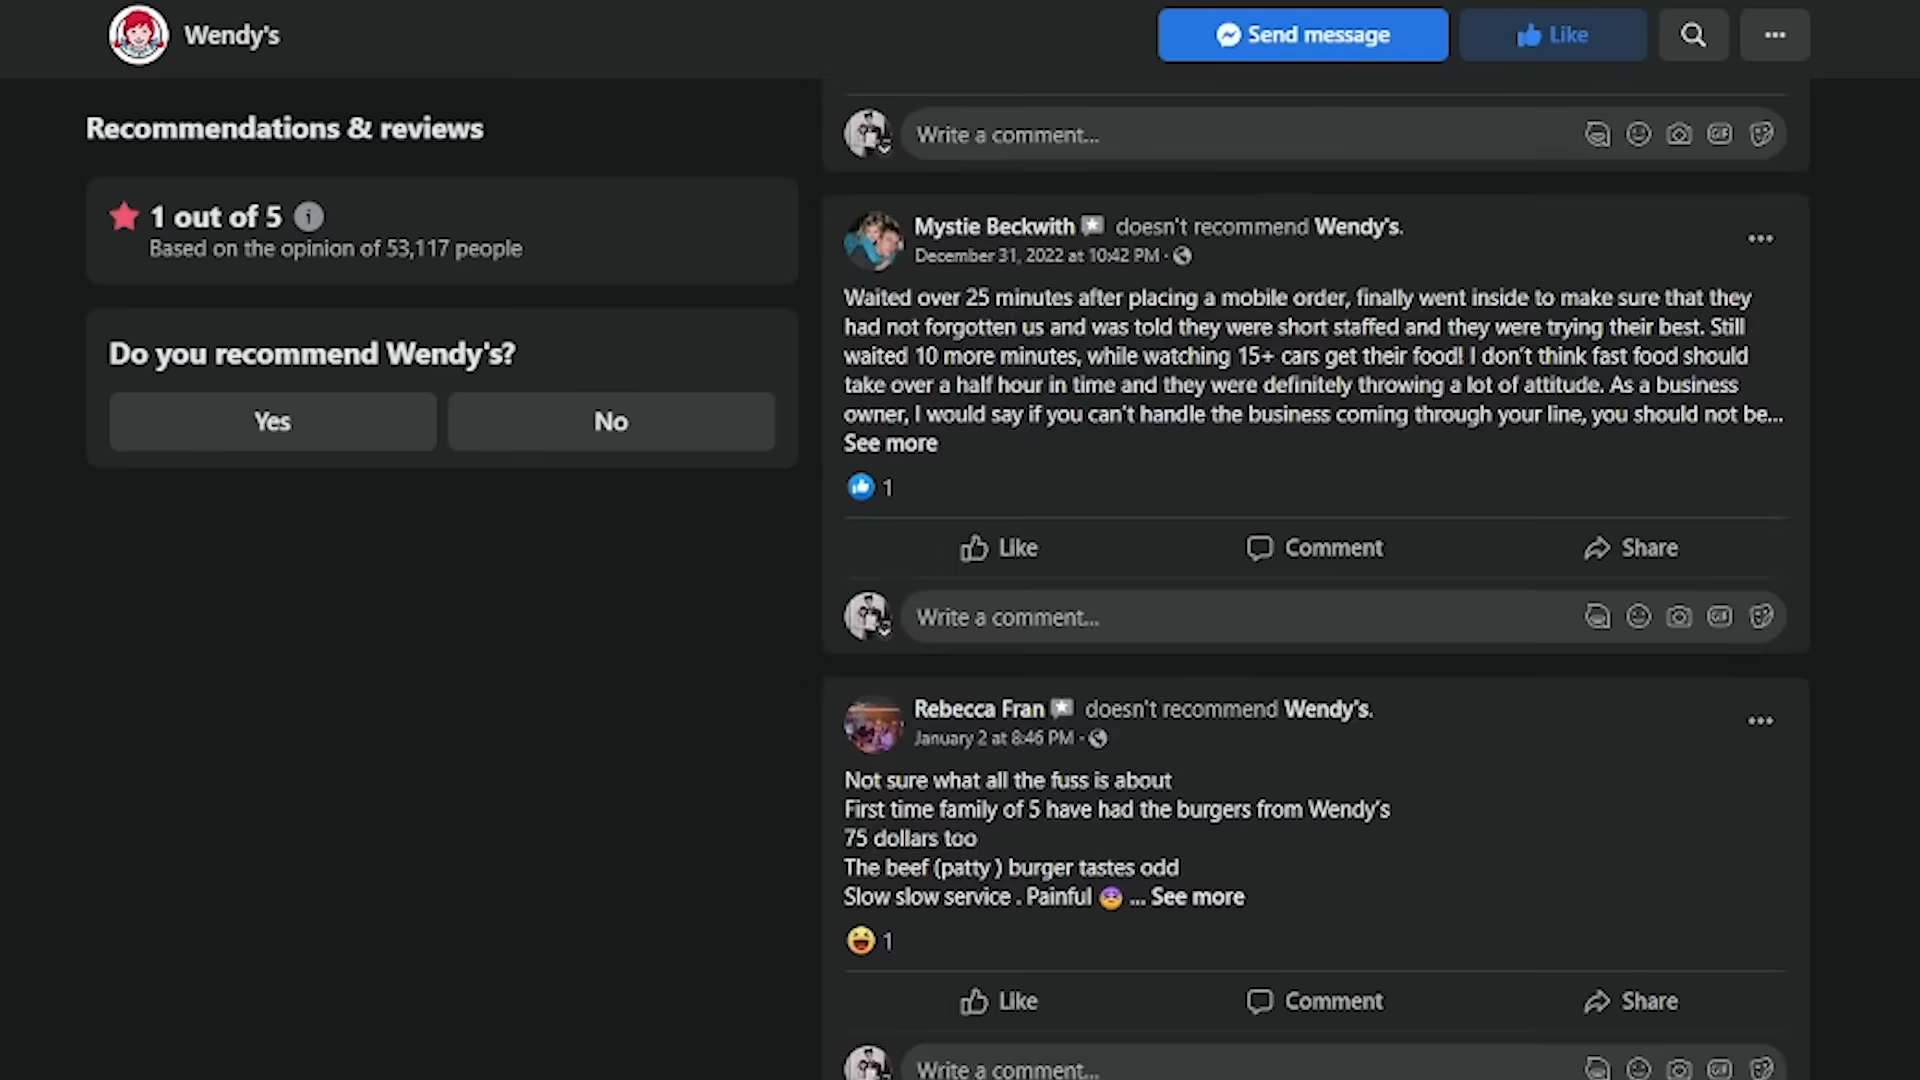 Wendy's
Send message
Like
Recommendations & reviews
1 out of 5
Based on the opinion of 53,117 people
Do you recommend Wendy's?
Yes
No
Write a comment...
GIF
Mystie Beckwith doesn't recommend Wendy's.
December 31, 2022 at 10:42 PM ·
Waited over 25 minutes after placing a mobile order, finally went inside to make sure that they
had not forgotten us and was told they were short staffed and they were trying their best. Still
waited 10 more minutes, while watching 15+ cars get their food! I don't think fast food should
take over a half hour in time and they were definitely throwing a lot of attitude. As a business
owner, I would say if you can't handle the business coming through your line, you should not be...
See more
1
Like
Comment
Share
Write a comment...
GIF
Rebecca Fran doesn't recommend Wendy's.
January 2 at 8:46 PM ·
Not sure what all the fuss is about
First time family of 5 have had the burgers from Wendy's
75 dollars too
The beef (patty ) burger tastes odd
Slow slow service . Painful ... See more
1
Like
Comment
Share
Write a comment...
GIF